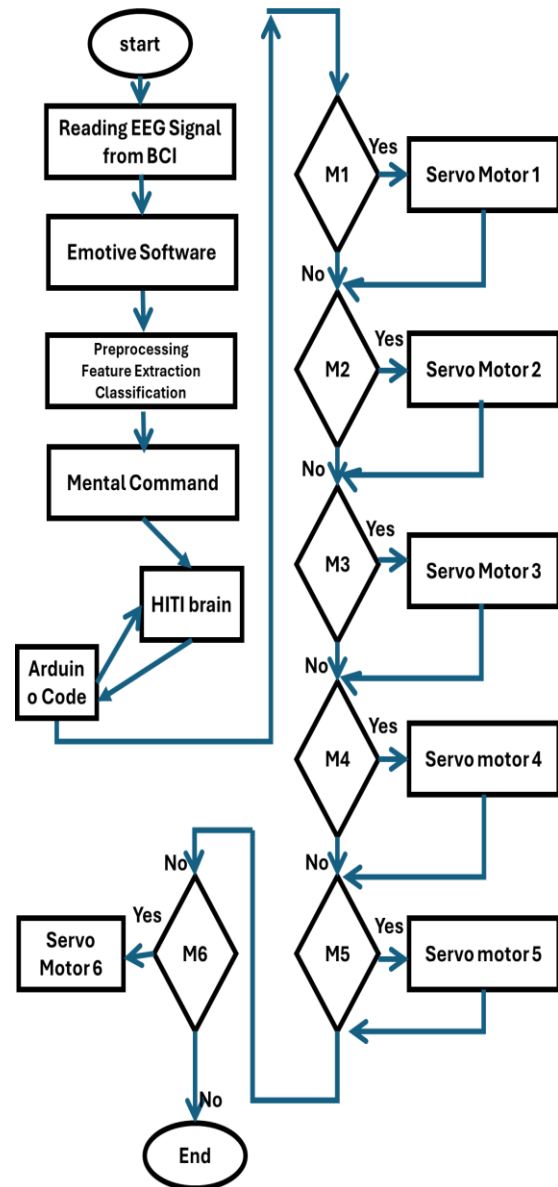 start
Reading EEG Signal
from BCI
Emotive Software
Preprocessing
Feature Extraction
Classification
Mental Command
HITI brain
Arduin
o Code
M1
Yes
Servo Motor 1
No
M2
Yes
Servo Motor 2
No
M3
Yes
Servo Motor 3
No
M4
Yes
Servo motor 4
No
M5
Yes
Servo motor 5
No
M6
Yes
Servo
Motor 6
No
End